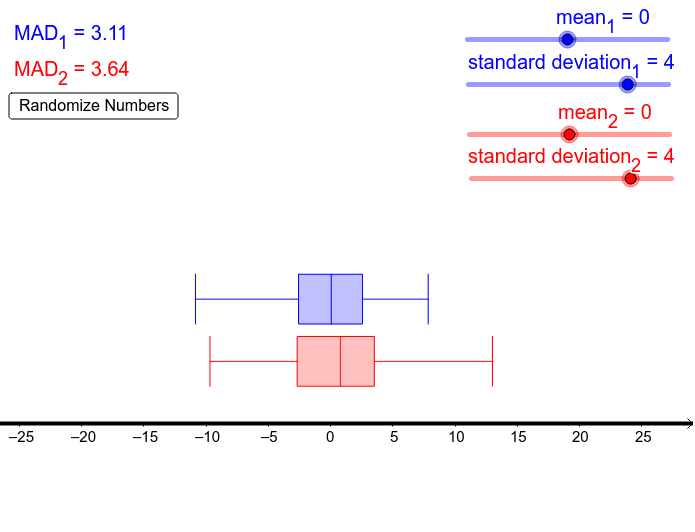 MAD₁ = 3.11
MAD₂ = 3.64
Randomize Numbers
mean₁ = 0
standard deviation₁ = 4
mean₂ = 0
standard deviation₂ = 4
–25 –20 –15 –10 –5 0 5 10 15 20 25